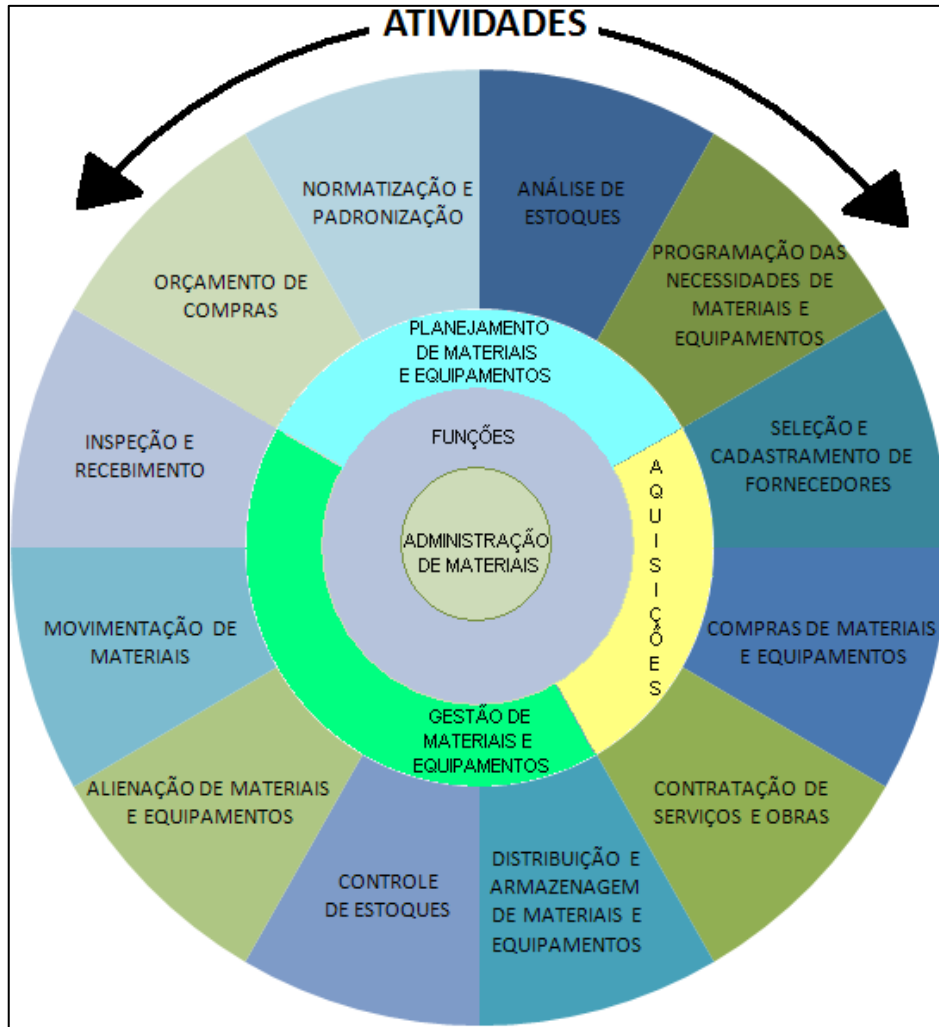 ATIVIDADES
NORMATIZAÇÃO E
PADRONIZAÇÃO
ANÁLISE DE
ESTOQUES
PROGRAMAÇÃO DAS
NECESSIDADES DE
MATERIAIS E
EQUIPAMENTOS
SELEÇÃO E
CADASTRAMENTO DE
FORNECEDORES
COMPRAS DE MATERIAIS
E EQUIPAMENTOS
CONTRATAÇÃO DE
SERVIÇOS E OBRAS
DISTRIBUIÇÃO E
ARMAZENAGEM
DE MATERIAIS E
EQUIPAMENTOS
CONTROLE
DE ESTOQUES
ALIENAÇÃO DE MATERIAIS
E EQUIPAMENTOS
MOVIMENTAÇÃO DE
MATERIAIS
INSPEÇÃO E
RECEBIMENTO
ORÇAMENTO DE
COMPRAS
PLANEJAMENTO
DE MATERIAIS
E EQUIPAMENTOS
AQUISIÇÕES
GESTÃO DE
MATERIAIS E
EQUIPAMENTOS
FUNÇÕES
ADMINISTRAÇÃO
DE MATERIAIS